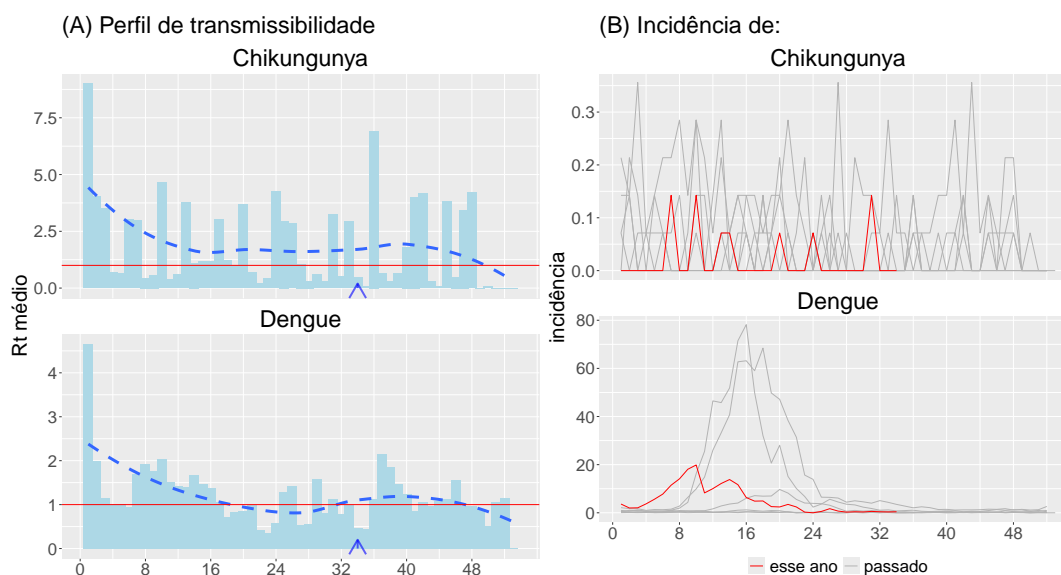 (A) Perfil de transmissibilidade
Chikungunya
7.5
5.0
2.5
0.0
Dengue
4
3
2
1
0
0 8 16 24 32 40 48
Rt médio
(B) Incidência de:
Chikungunya
0.3
0.2
0.1
0.0
Dengue
80
60
40
20
0
0 8 16 24 32 40 48
incidência
esse ano passado